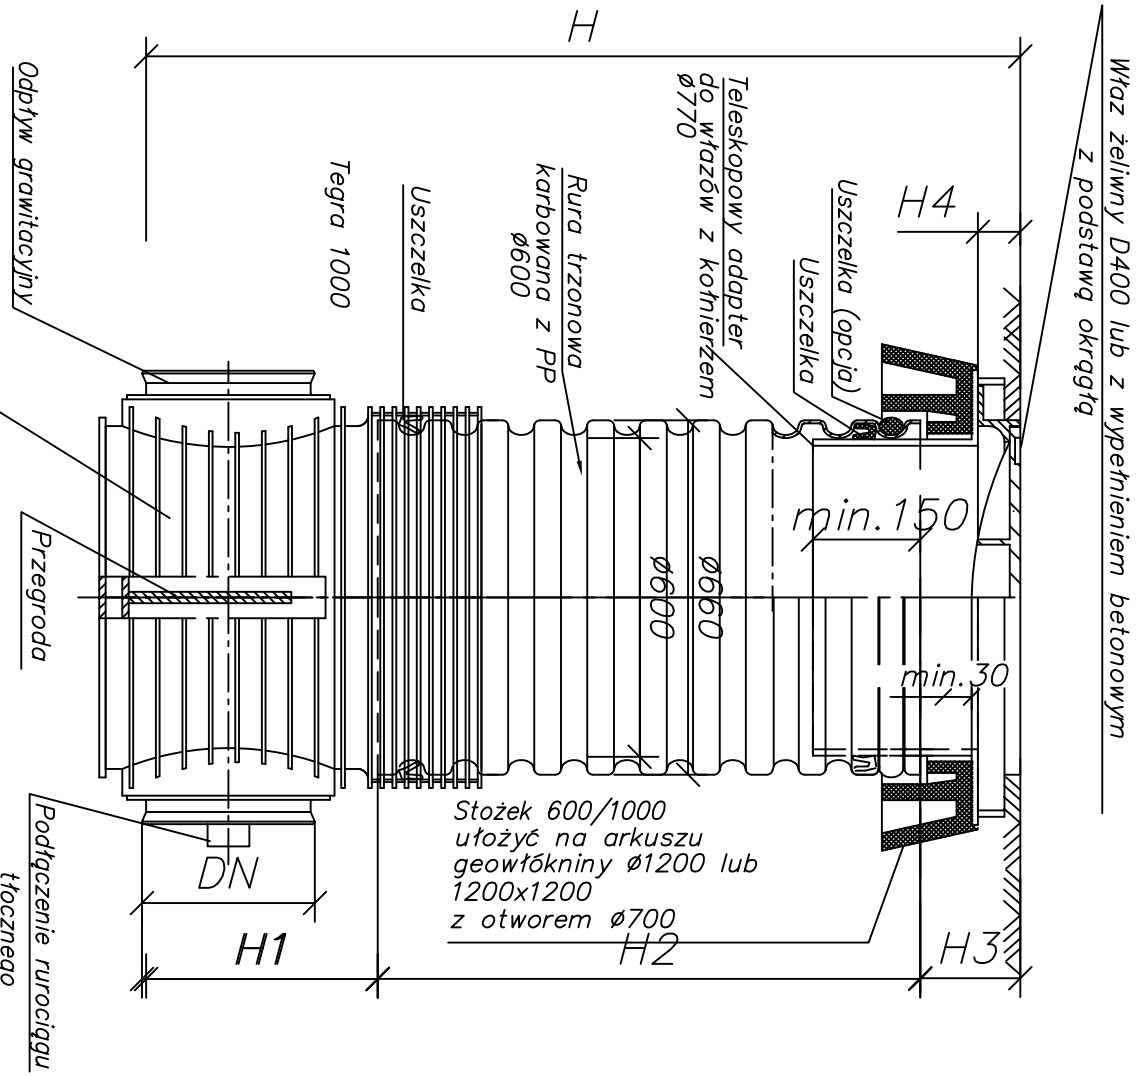 H
Właz żeliwny D400 lub z wypełnieniem betonowym
z podstawą okrągłą
H4
Teleskopowy adapter
do włazów z kołnierzem
ø770
Uszczelka (opcja)
Uszczelka
Rura trzonowa
karbowana z PP
ø600
Uszczelka
Tegra 1000
Odpływ grawitacyjny
min.150
ø660
ø600
min.30
Przegroda
Stożek 600/1000
ułożyć na arkuszu
geowłókniny ø1200 lub
1200x1200
z otworem ø700
DN
H1
H2
H3
Podłączenie rurociągu
tłocznego